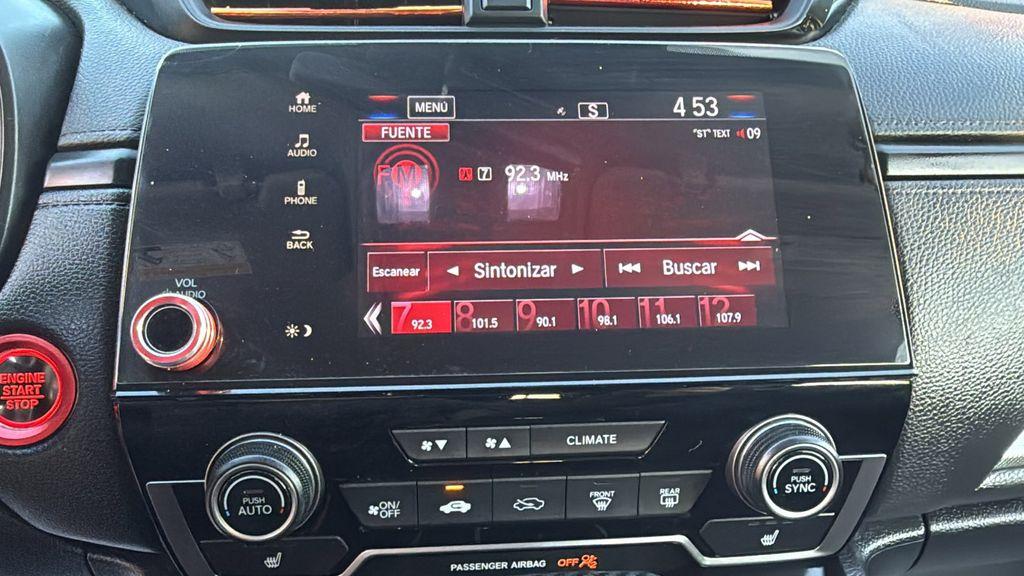 HOME
MENÚ
S
4 53
FUENTE
"ST" TEXT 09
AUDIO
FM
7 92.3 MHz
PHONE
BACK
Escanear
Sintonizar
Buscar
VOL
AUDIO
7 92.3
8 101.5
9 90.1
10 98.1
11 106.1
12 107.9
ENGINE
START
STOP
CLIMATE
PUSH
AUTO
ON/
OFF
FRONT
REAR
PUSH
SYNC
PASSENGER AIRBAG OFF